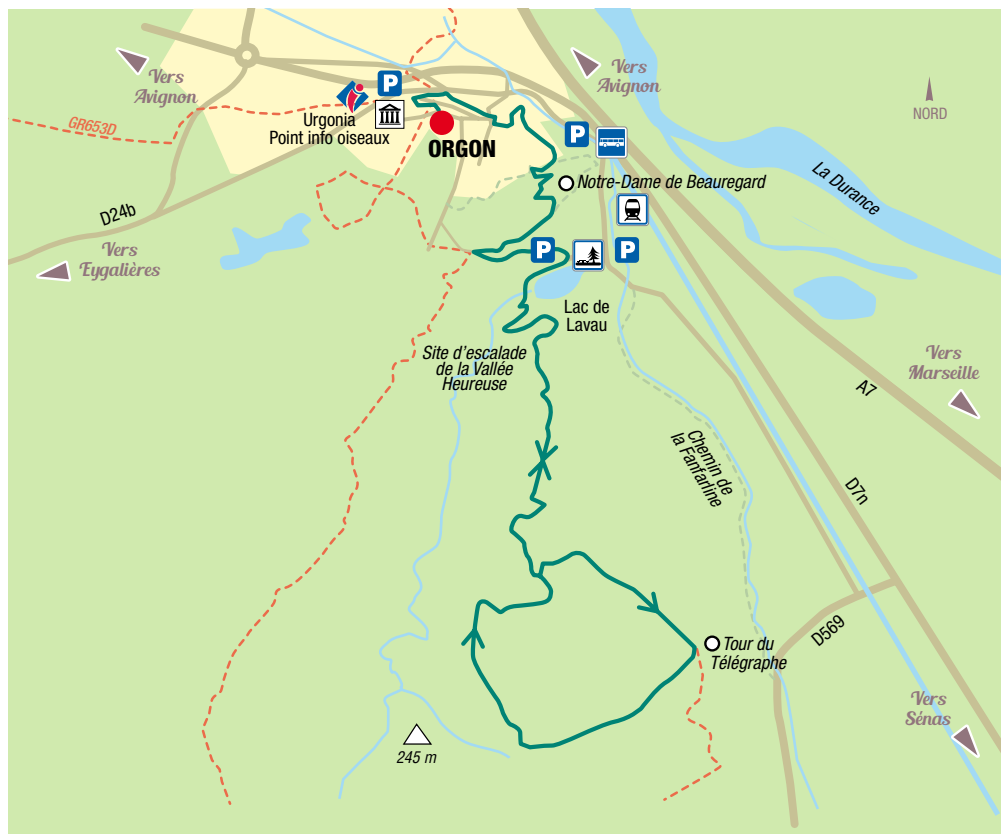 Vers
Avignon
Vers
Avignon
NORD
P
GR653D
Urgonia
Point info oiseaux
ORGON
P
La Durance
Notre-Dame de Beauregard
D24b
Vers
Eygalières
P
P
Lac de
Lavau
Site d'escalade
de la Vallée
Heureuse
Vers
Marseille
A7
Chemin de
la Fanfarline
D7n
D569
Tour du
Télégraphe
Vers
Sénas
245 m